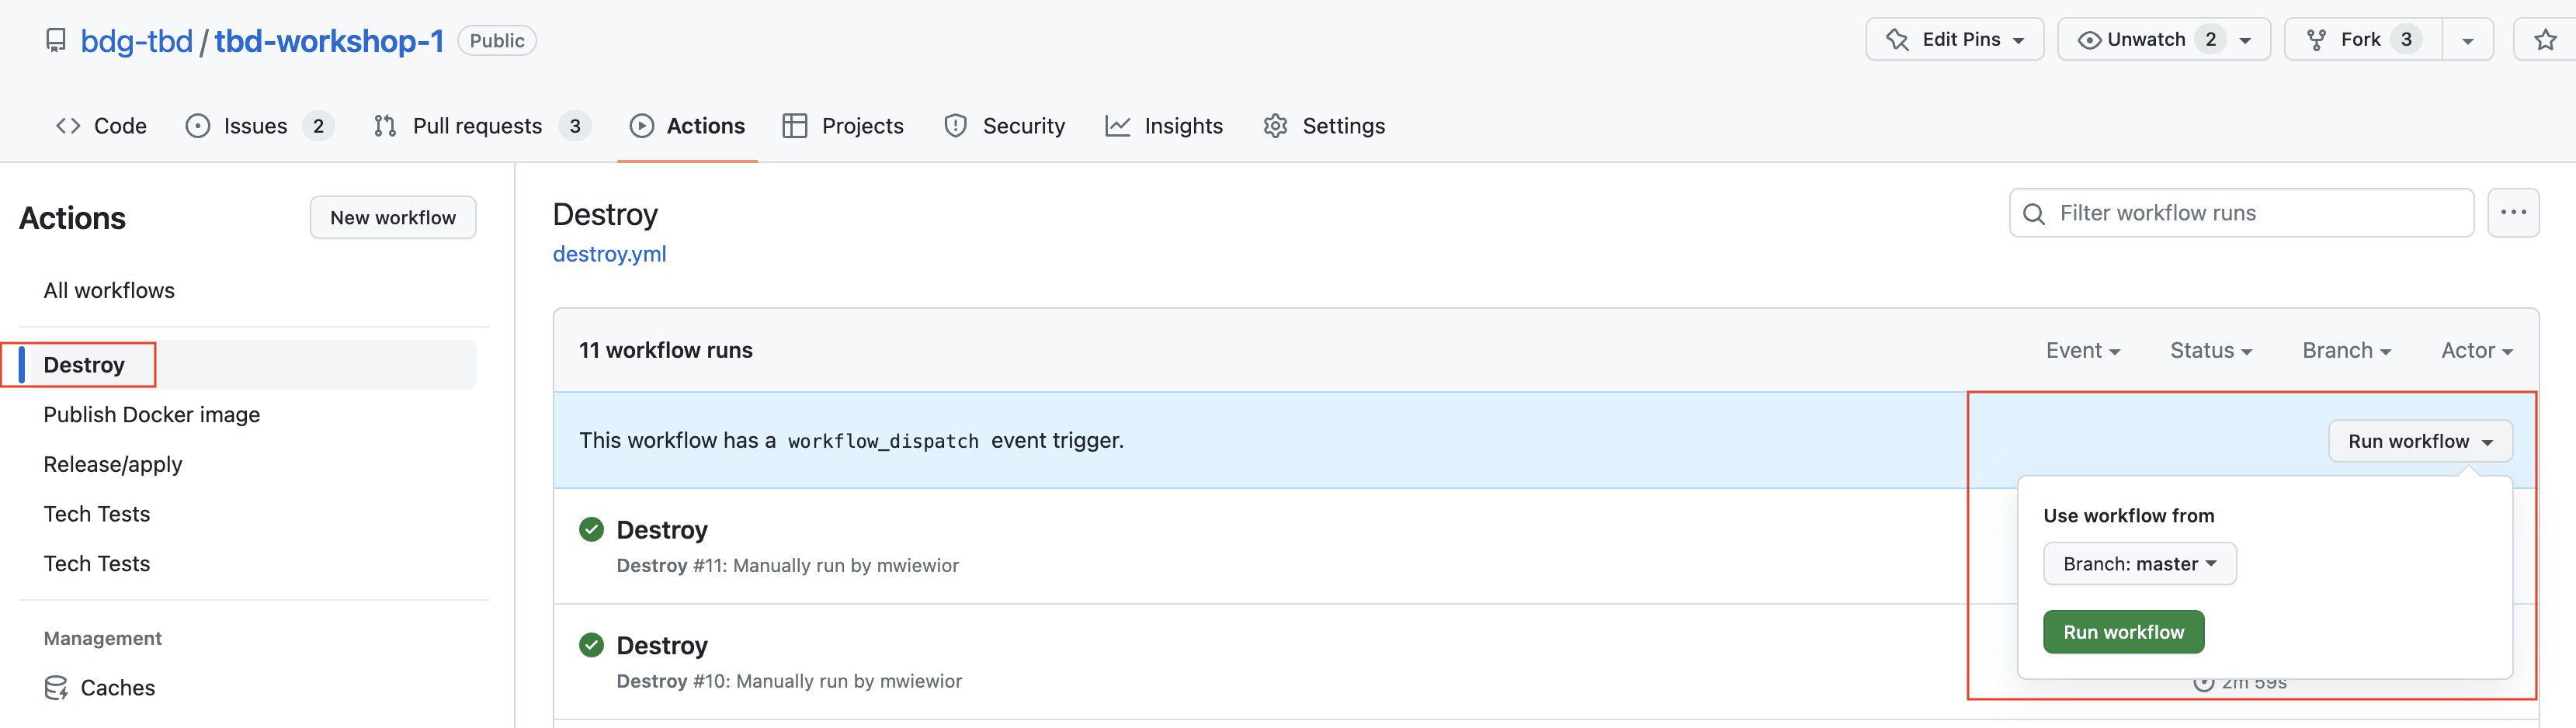 bdg-tbd / tbd-workshop-1 Public Edit Pins Unwatch 2 Fork 3
Code Issues 2 Pull requests 3 Actions Projects Security Insights Settings
Actions New workflow
All workflows
Destroy
Publish Docker image
Release/apply
Tech Tests
Tech Tests
Management
Caches
Destroy
destroy.yml
Filter workflow runs
11 workflow runs Event Status Branch Actor
This workflow has a workflow_dispatch event trigger. Run workflow
Use workflow from
Branch: master
Run workflow
Destroy
Destroy #11: Manually run by mwiewior
Destroy
Destroy #10: Manually run by mwiewior
2m 59s